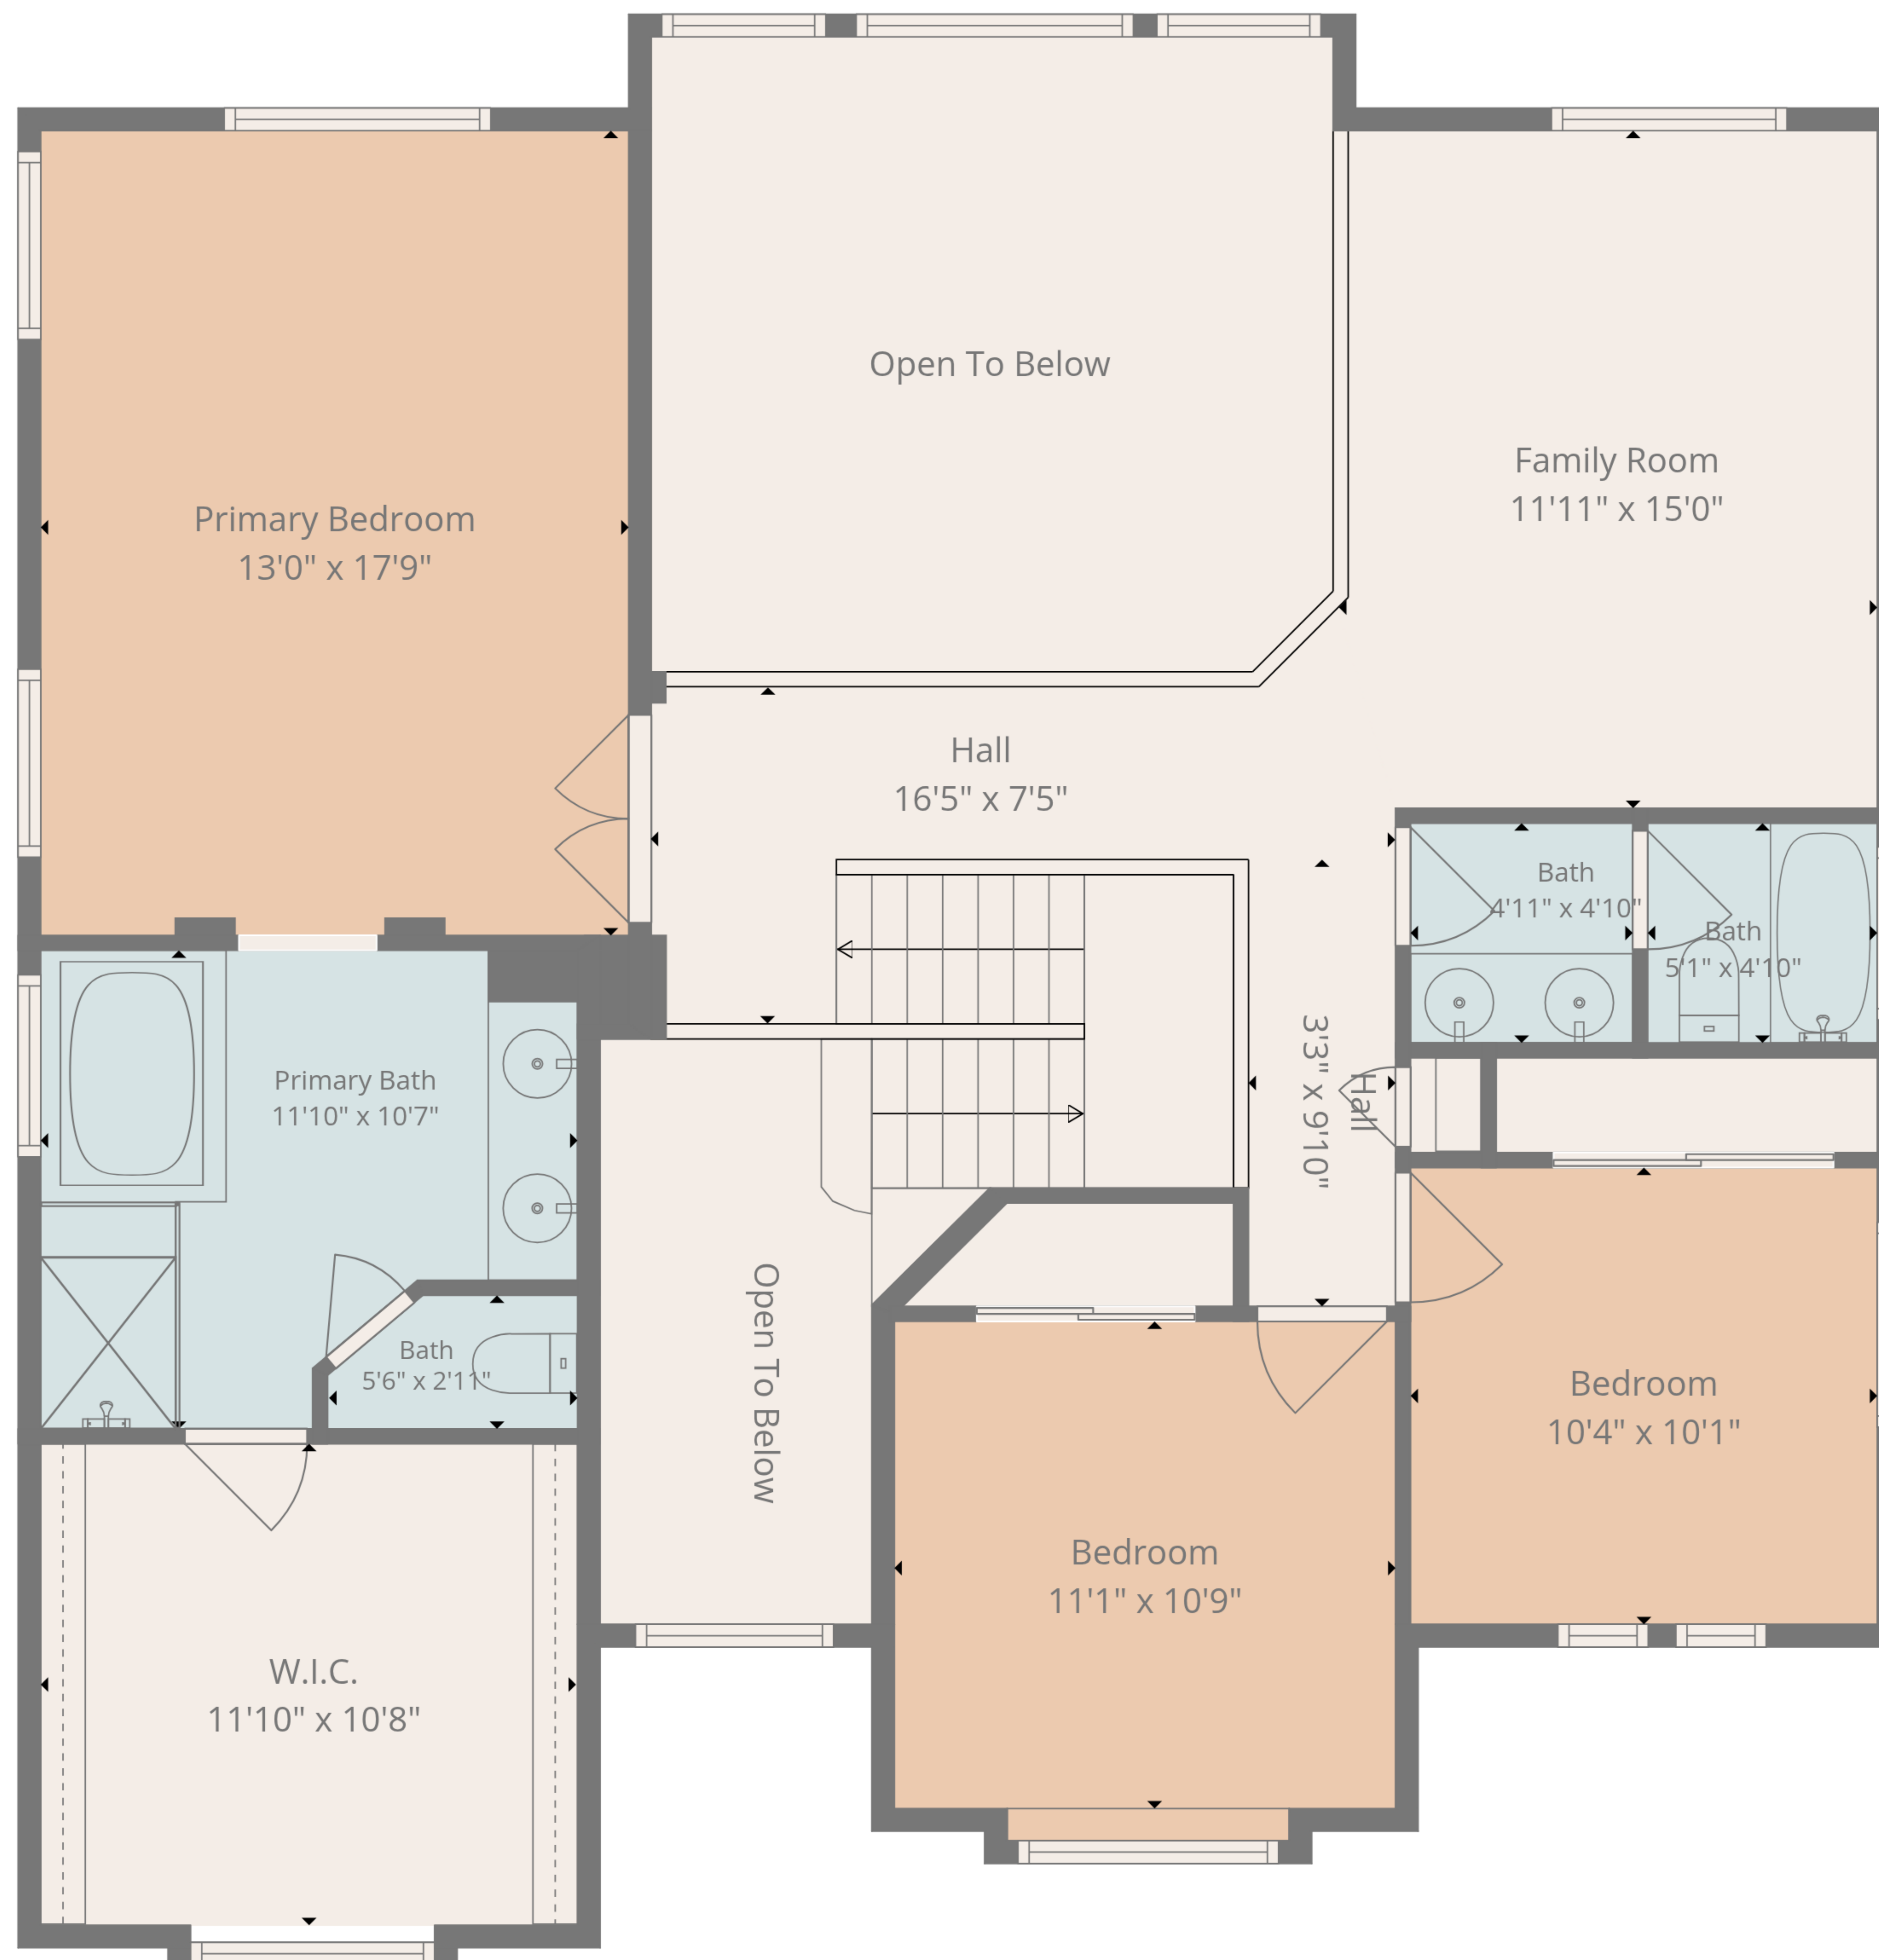 Open To Below
Family Room
11'11" x 15'0"
Primary Bedroom
13'0" x 17'9"
Hall
16'5" x 7'5"
Bath
4'11" x 4'10"
Bath
5'1" x 4'10"
Hall
3'3" x 9'10"
Primary Bath
11'10" x 10'7"
Bath
5'6" x 2'11"
Open To Below
Bedroom
10'4" x 10'1"
Bedroom
11'1" x 10'9"
W.I.C.
11'10" x 10'8"